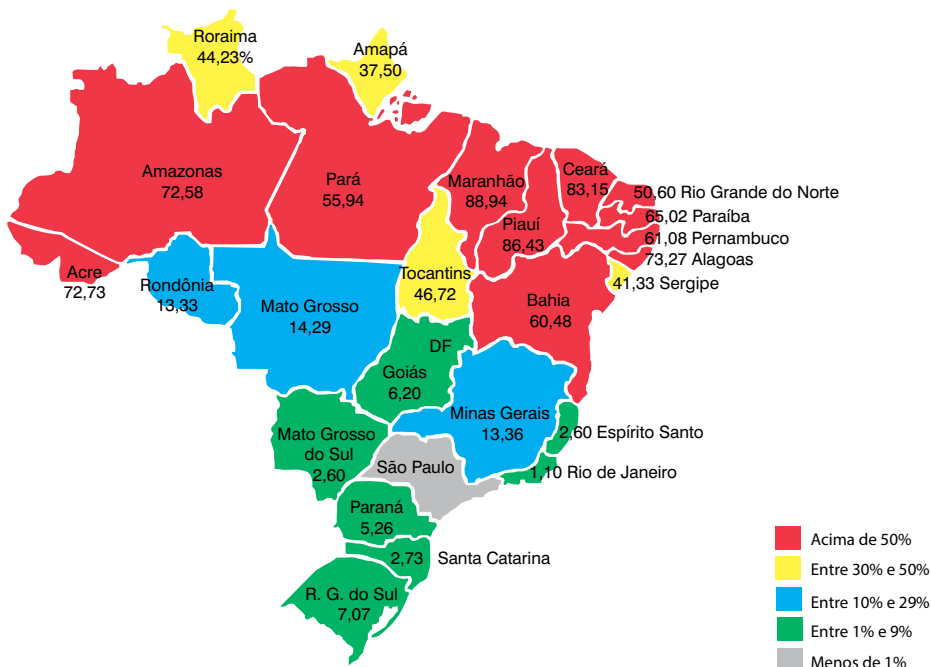 Roraima
44,23%
Amapá
37,50
Amazonas
72,58
Pará
55,94
Maranhão
88,94
Ceará
83,15
Piauí
86,43
50,60 Rio Grande do Norte
65,02 Paraíba
61,08 Pernambuco
73,27 Alagoas
41,33 Sergipe
Acre
72,73
Rondônia
13,33
Mato Grosso
14,29
Tocantins
46,72
Bahia
60,48
DF
Goiás
6,20
Minas Gerais
13,36
2,60 Espírito Santo
1,10 Rio de Janeiro
Mato Grosso
do Sul
2,60
São Paulo
Paraná
5,26
2,73 Santa Catarina
R. G. do Sul
7,07
Acima de 50%
Entre 30% e 50%
Entre 10% e 29%
Entre 1% e 9%
Menos de 1%